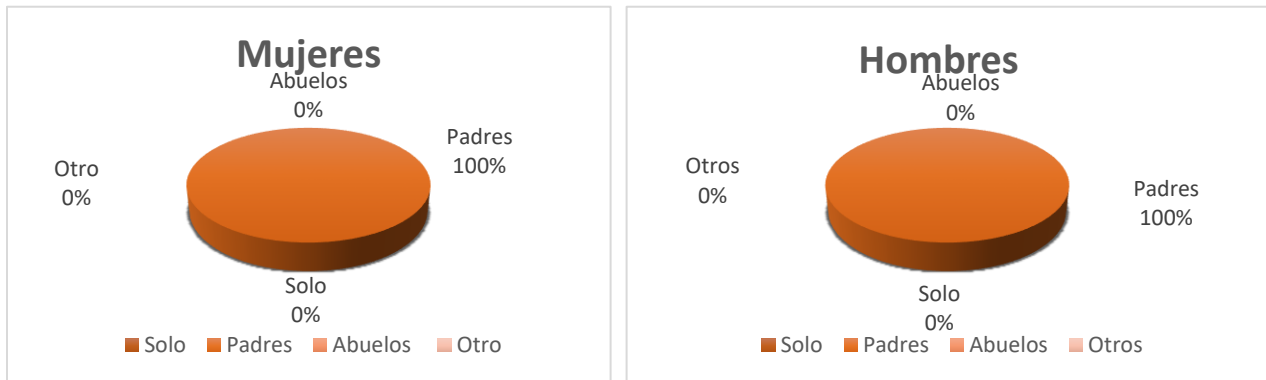 Mujeres
Abuelos
0%
Padres
100%
Otro
0%
Solo
0%
Solo Padres Abuelos Otro
Hombres
Abuelos
0%
Otros
0%
Padres
100%
Solo
0%
Solo Padres Abuelos Otros